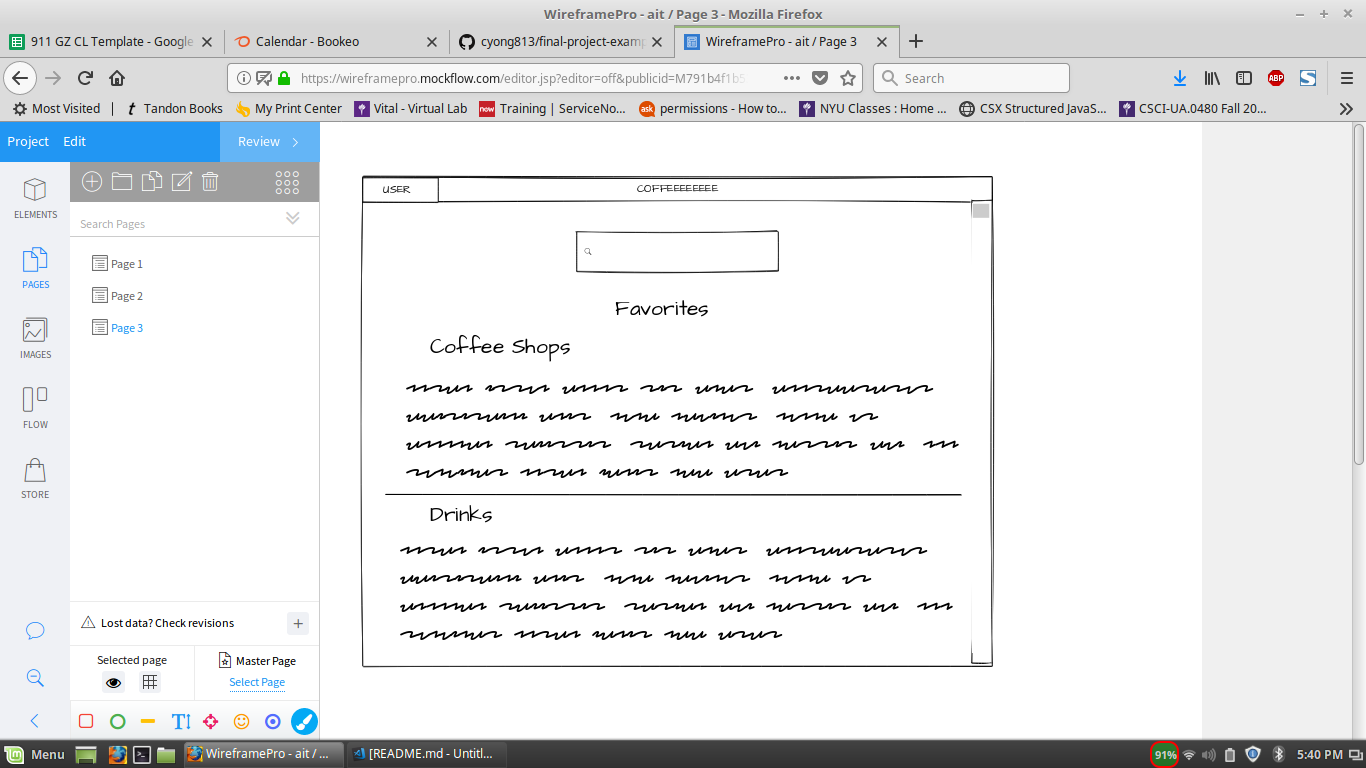 WireframePro - ait / Page 3 - Mozilla Firefox
911 GZ CL Template - Google
Calendar - Bookeo
cyong813/final-project-examp
WireframePro - ait / Page 3
https://wireframepro.mockflow.com/editor.jsp?editor=off&publicid=M791b4f1b5
Search
Most Visited
Tandon Books
My Print Center
Vital - Virtual Lab
now Training | ServiceNo...
ask permissions - How to...
NYU Classes : Home ...
CSX Structured JavaS...
CSCI-UA.0480 Fall 20...
ABP
Project Edit Review
ELEMENTS
PAGES
IMAGES
FLOW
STORE
Search Pages
Page 1
Page 2
Page 3
Lost data? Check revisions
Selected page
Master Page
Select Page
USER
COFFEEEEEEEEE
Favorites
Coffee Shops
Drinks
Menu
WireframePro - ait / ...
[README.md - Untitl...
91%
5:40 PM